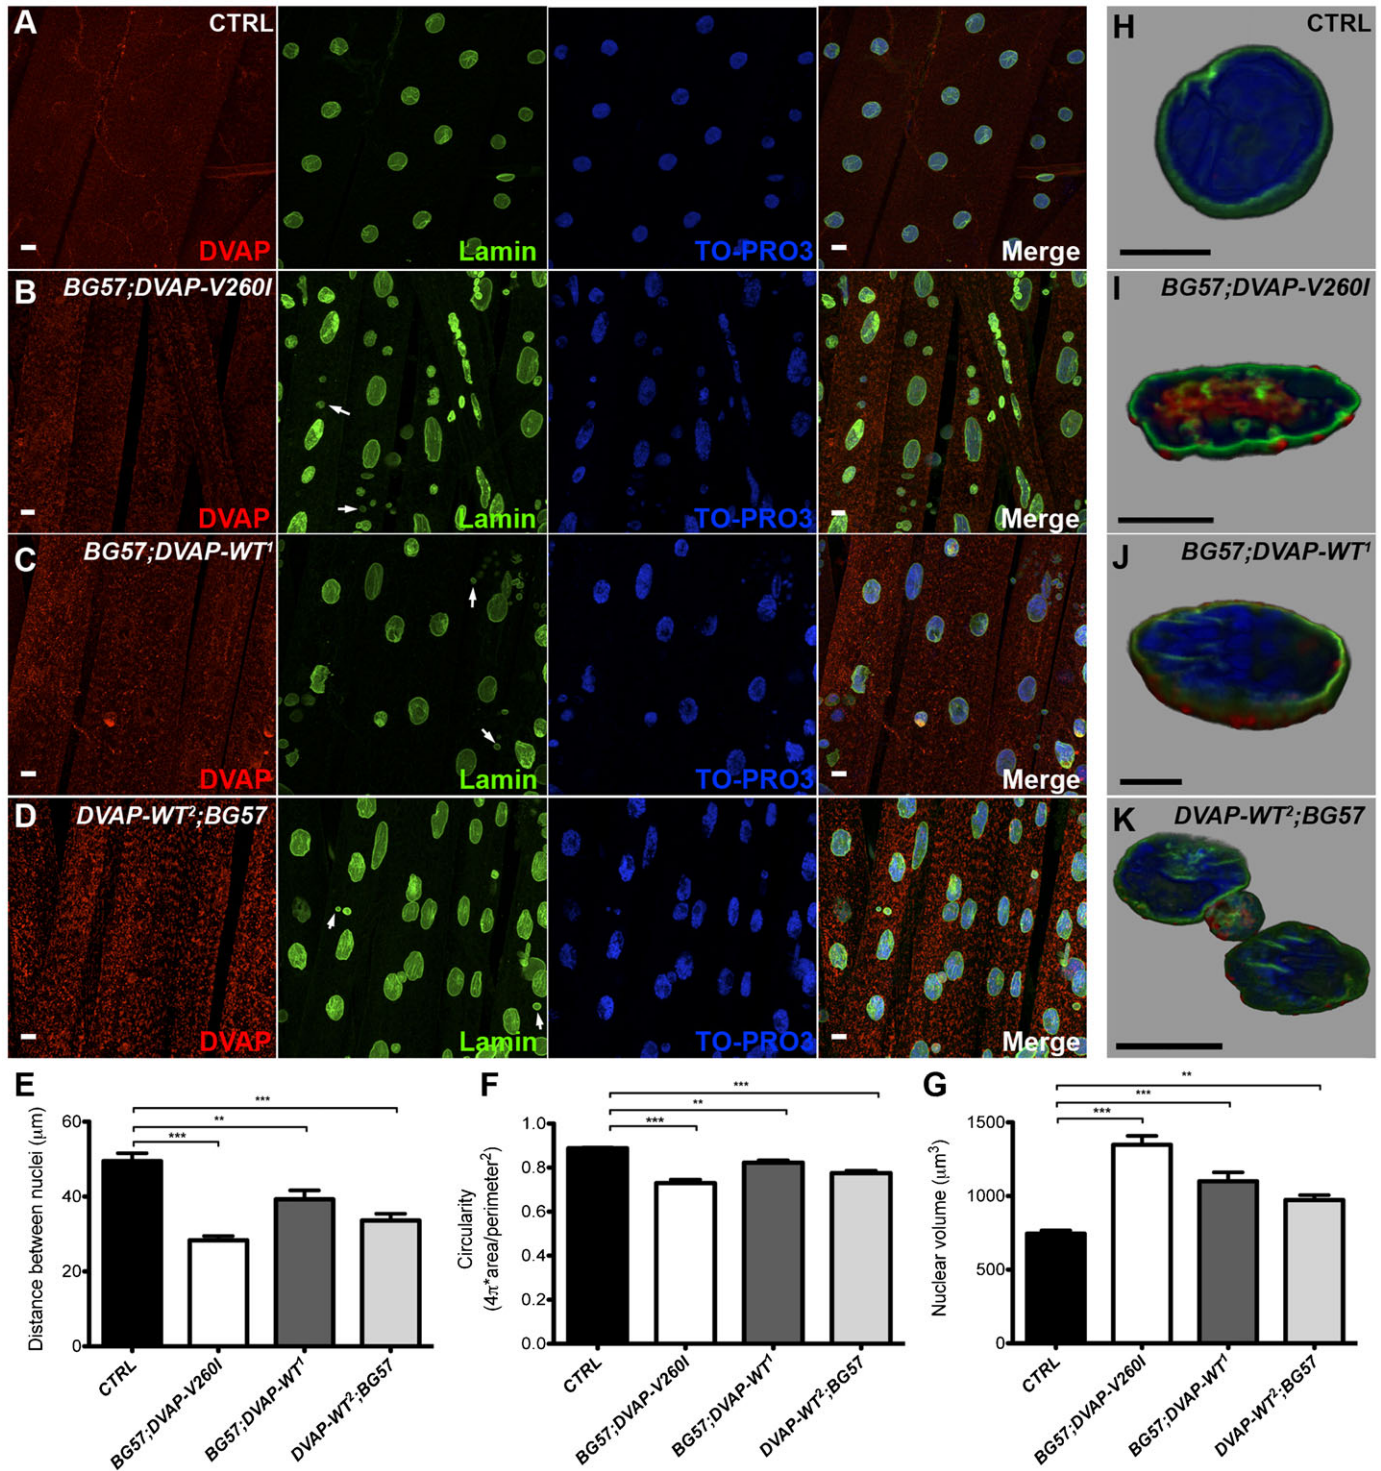 A CTRL
DVAP
Lamin
TO-PRO3
Merge
B BG57;DVAP-V260I
DVAP
Lamin
TO-PRO3
Merge
C BG57;DVAP-WT¹
DVAP
Lamin
TO-PRO3
Merge
D DVAP-WT²;BG57
DVAP
Lamin
TO-PRO3
Merge
H CTRL
I BG57;DVAP-V260I
J BG57;DVAP-WT¹
K DVAP-WT²;BG57
E
***
**
***
Distance between nuclei (μm)
60
40
20
0
CTRL
BG57;DVAP-V260I
BG57;DVAP-WT¹
DVAP-WT²;BG57
F
***
**
***
Circularity
(4π*area/perimeter²)
1.0
0.8
0.6
0.4
0.2
0.0
CTRL
BG57;DVAP-V260I
BG57;DVAP-WT¹
DVAP-WT²;BG57
G
**
***
***
Nuclear volume (μm³)
1500
1000
500
0
CTRL
BG57;DVAP-V260I
BG57;DVAP-WT¹
DVAP-WT²;BG57